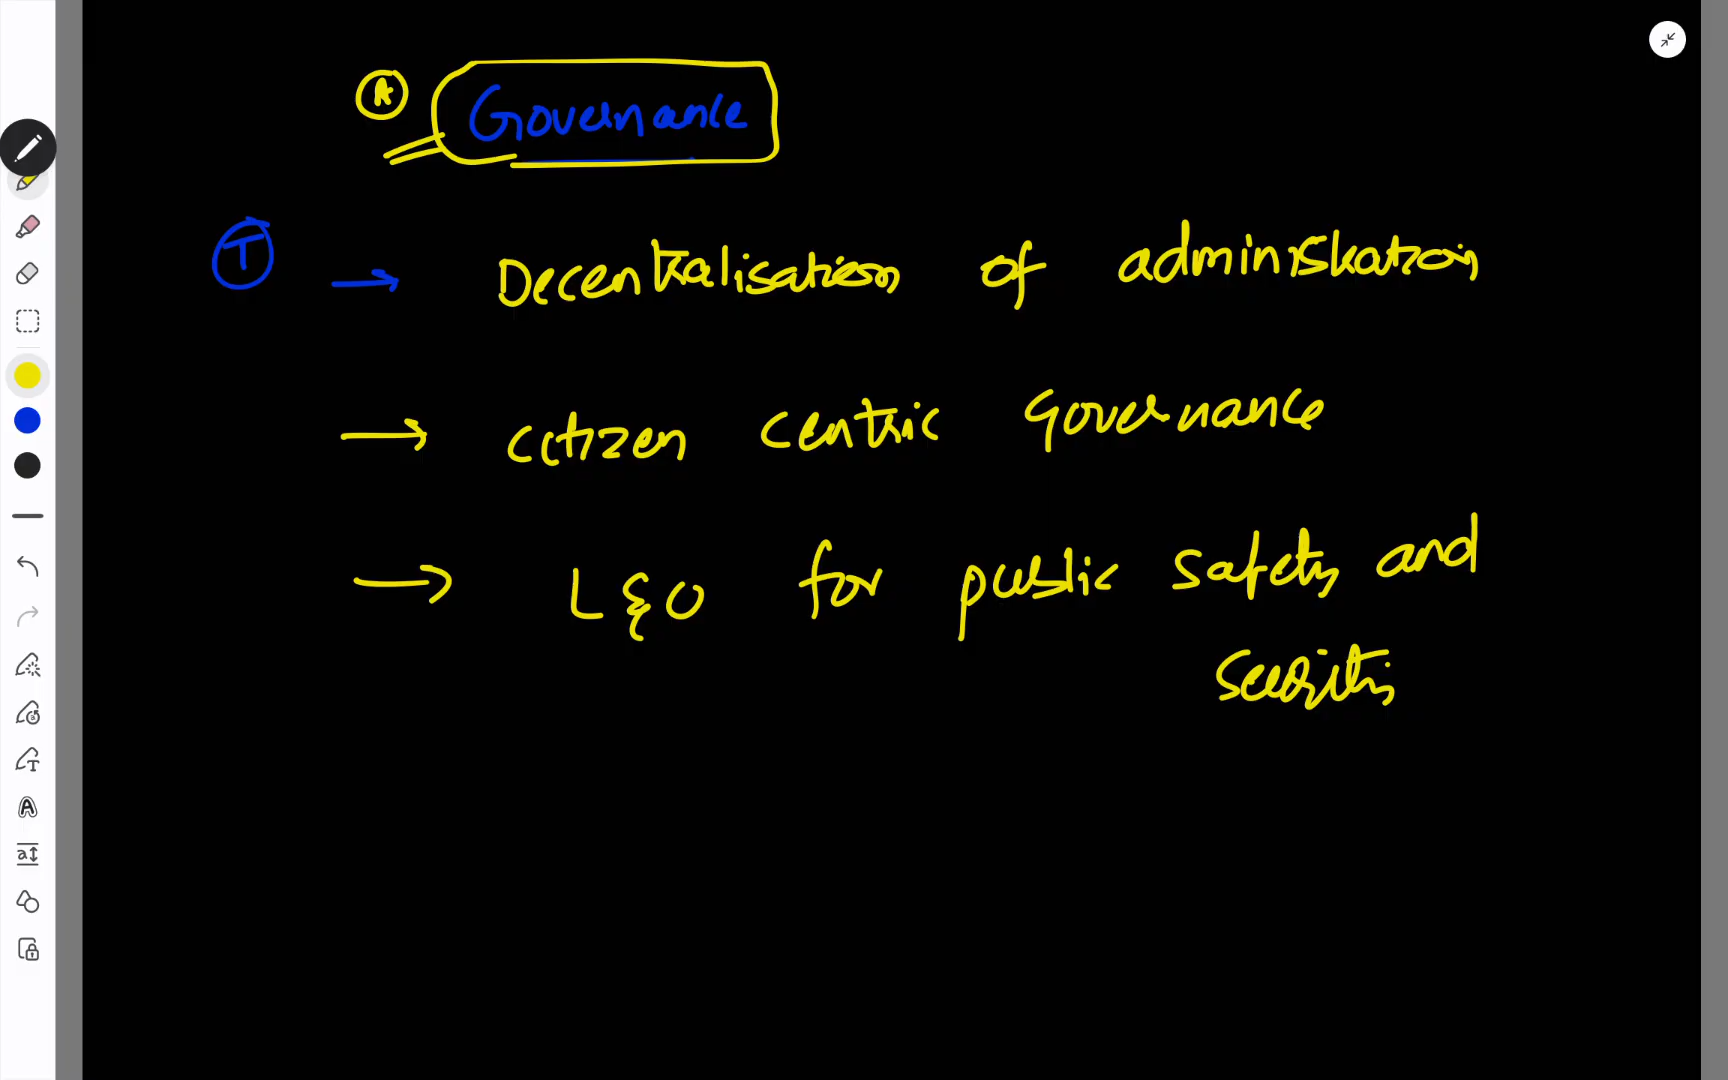 Governance
T → Decentralisation of administration
→ citizen centric Governance
→ L & O for public safety and
security